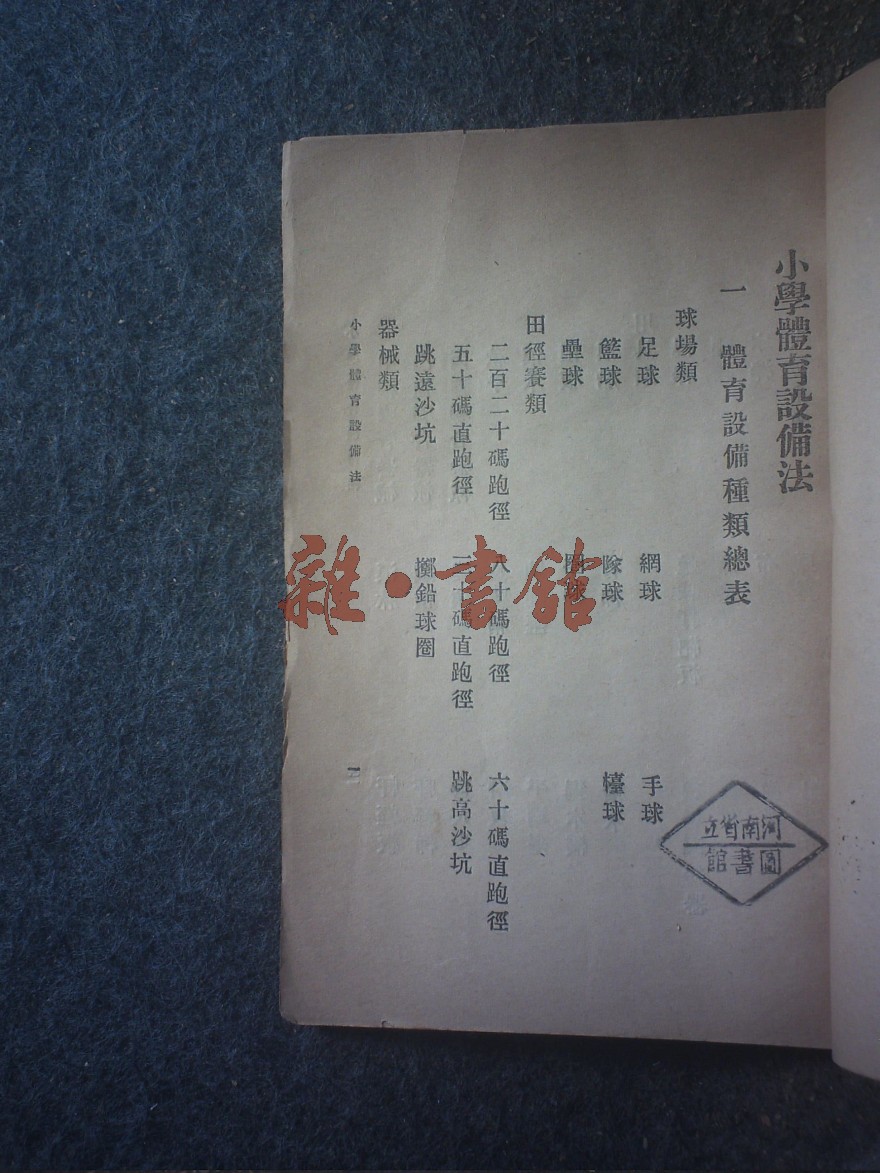 小學體育設備法
一 體育設備種類總表
球場類
足球 網球 手球
籃球 隊球 檯球
壘球 圈球
田徑賽類
二百二十碼跑徑 八十碼跑徑 六十碼直跑徑
五十碼直跑徑 三十碼直跑徑 跳高沙坑
跳遠沙坑 擲鉛球圈
器械類
小學體育設備法 一
河南省立
圖書館
雜·書館